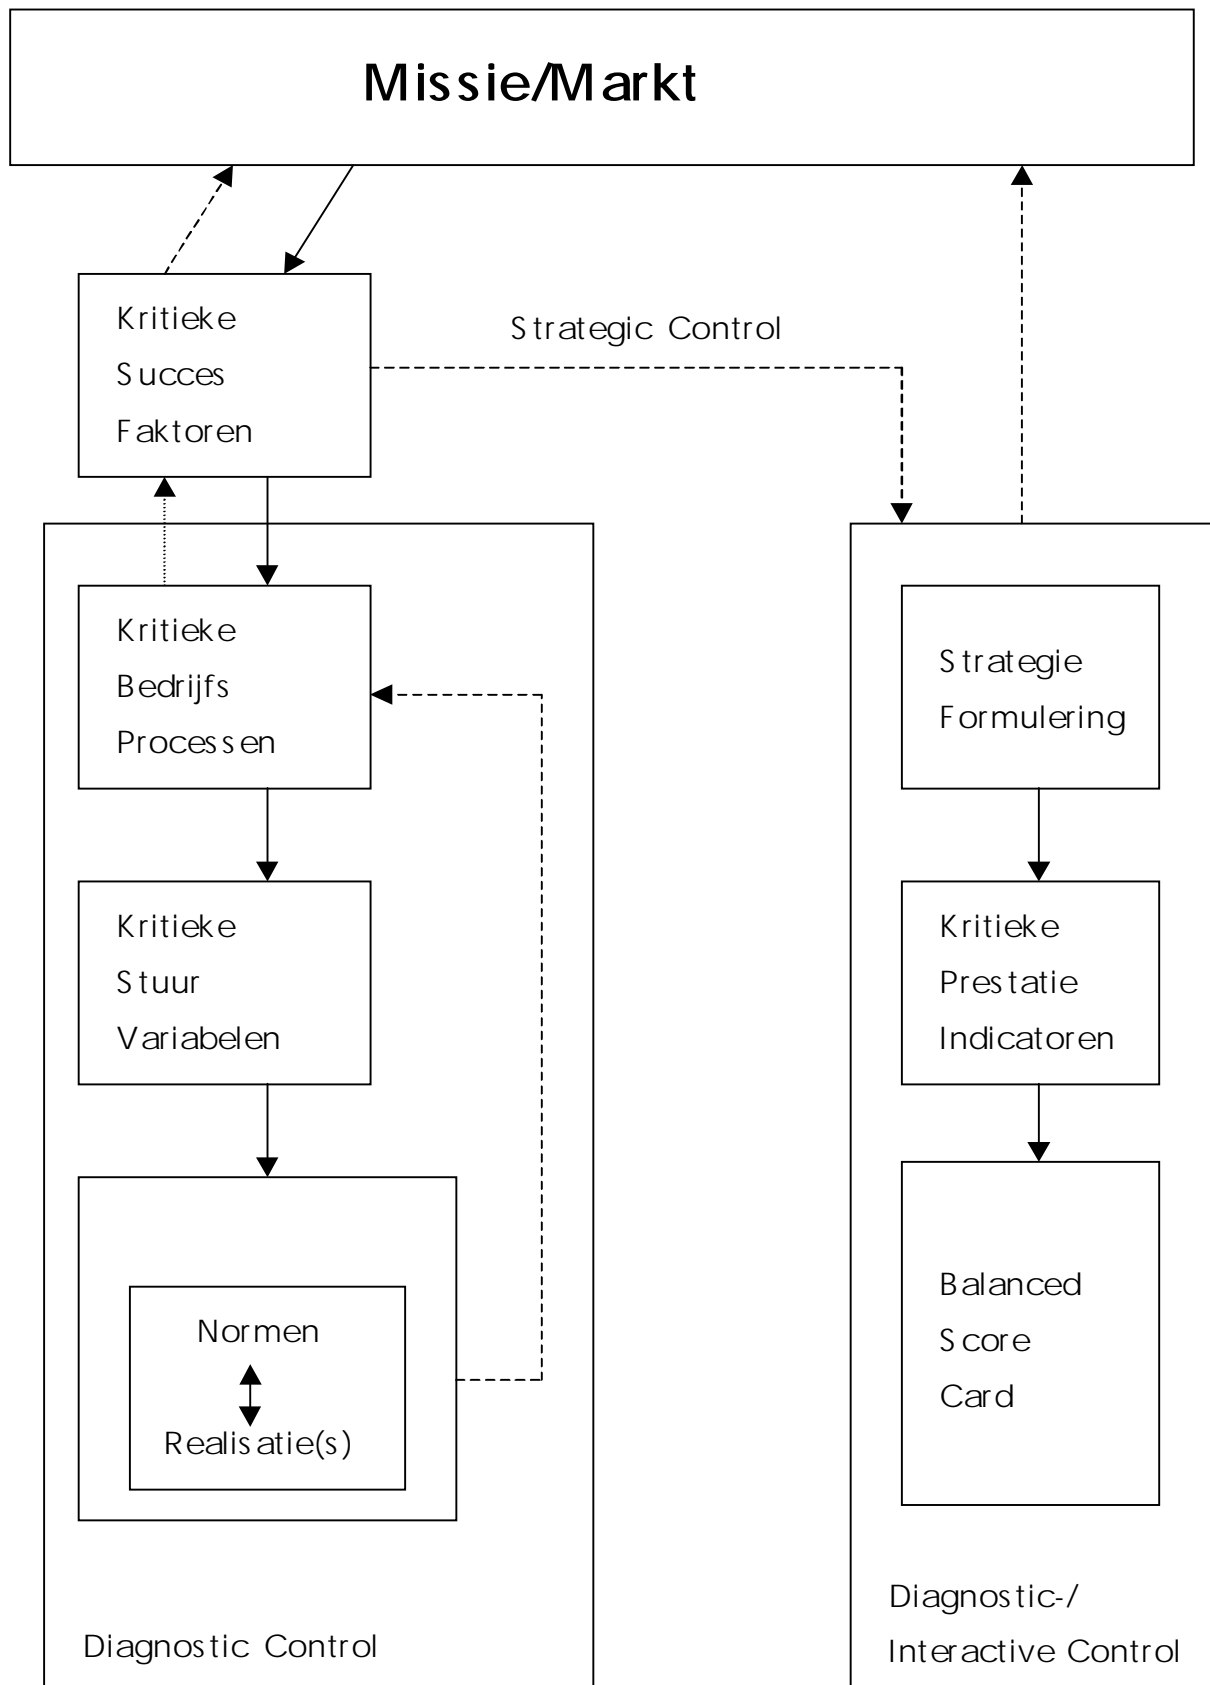 Missie/Markt
Kritieke
Succes
Faktoren
Strategic Control
Kritieke
Bedrijfs
Processen
Kritieke
Stuur
Variabelen
Normen
Realisatie(s)
Diagnostic Control
Strategie
Formulering
Kritieke
Prestatie
Indicatoren
Balanced
Score
Card
Diagnostic-/
Interactive Control